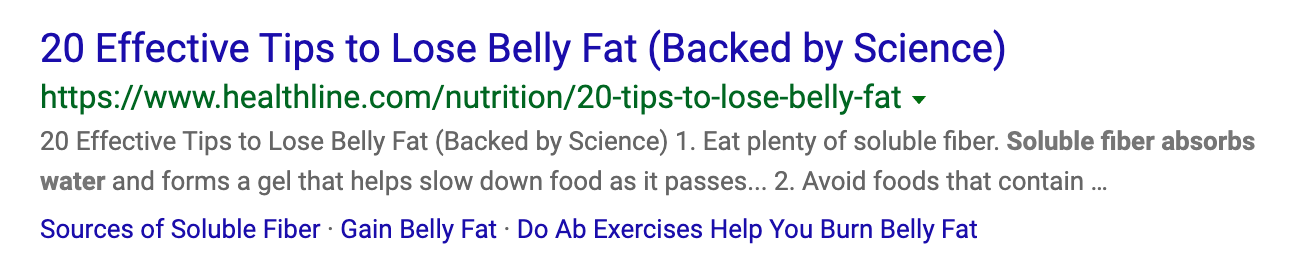 20 Effective Tips to Lose Belly Fat (Backed by Science)
https://www.healthline.com/nutrition/20-tips-to-lose-belly-fat
20 Effective Tips to Lose Belly Fat (Backed by Science) 1. Eat plenty of soluble fiber. Soluble fiber absorbs
water and forms a gel that helps slow down food as it passes... 2. Avoid foods that contain ...
Sources of Soluble Fiber · Gain Belly Fat · Do Ab Exercises Help You Burn Belly Fat